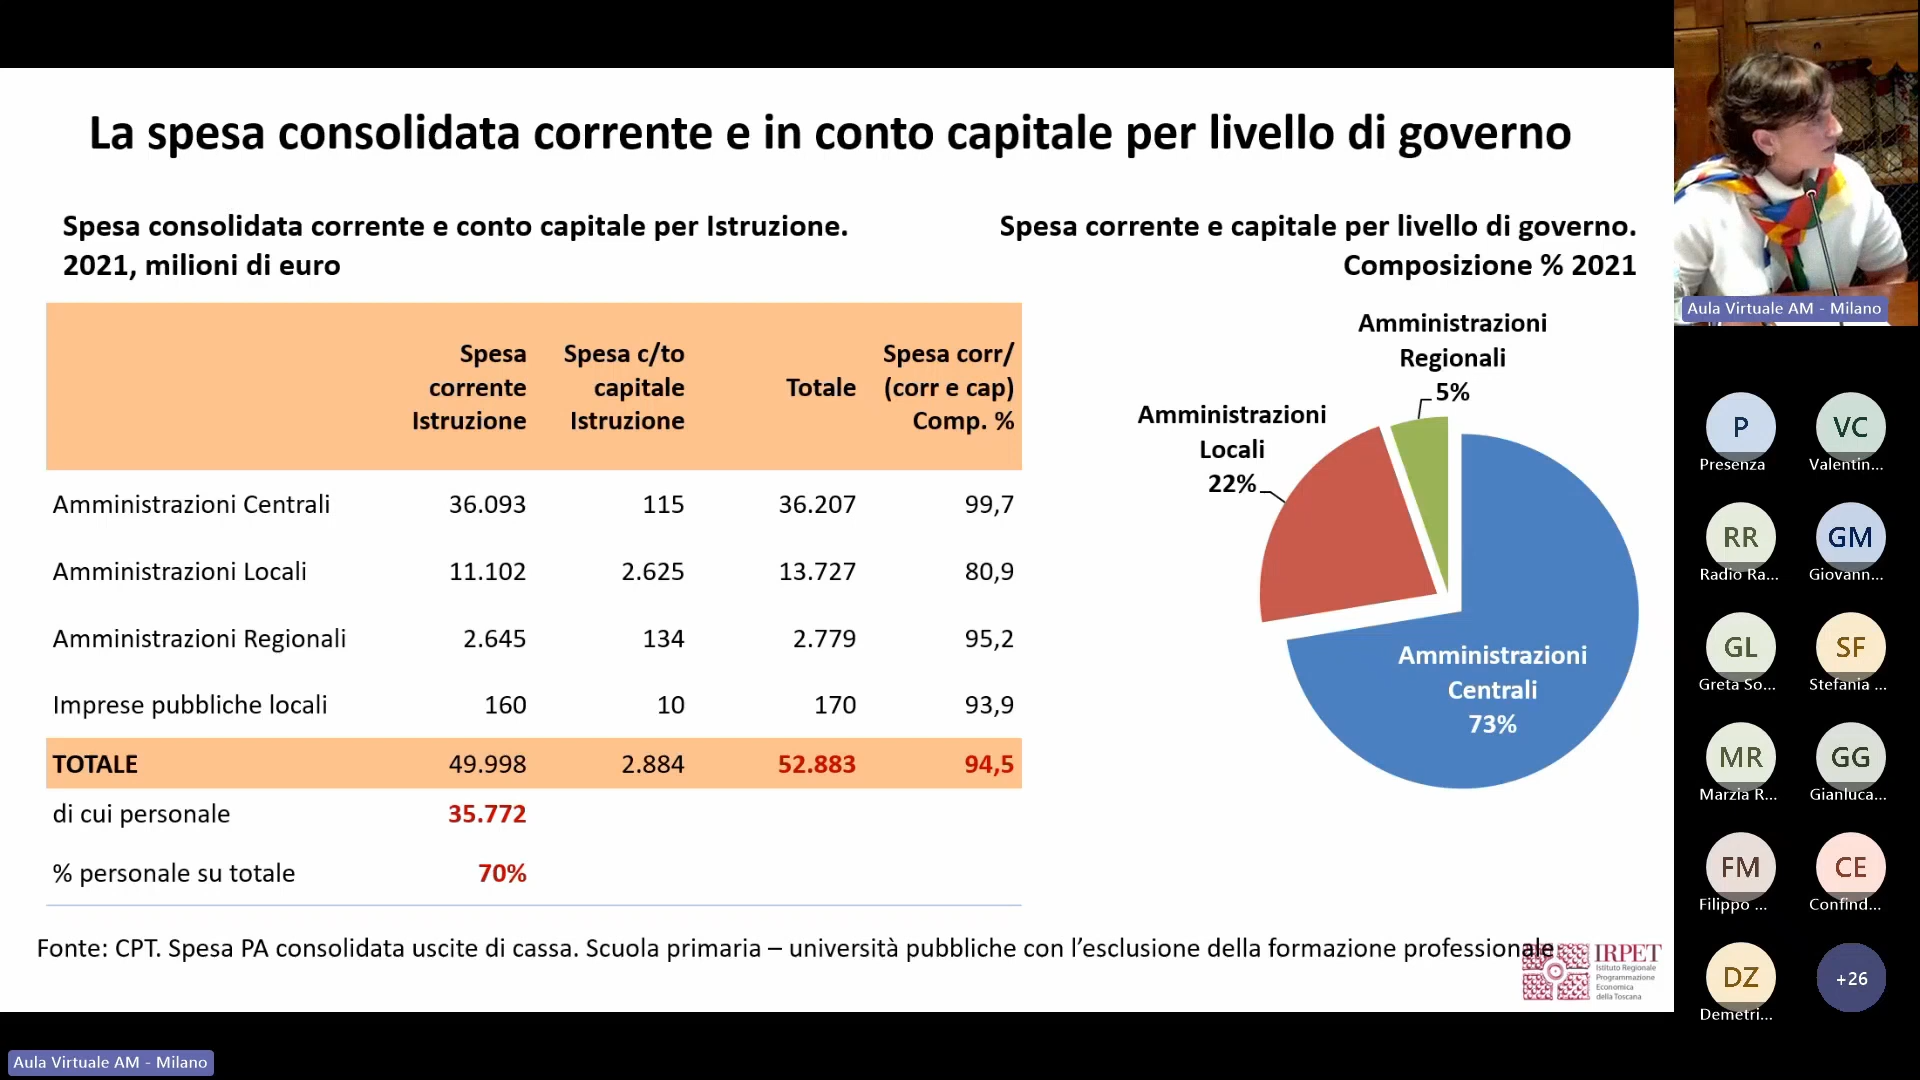 La spesa consolidata corrente e in conto capitale per livello di governo
Spesa consolidata corrente e conto capitale per Istruzione.
2021, milioni di euro
Spesa corrente Istruzione
Spesa c/to capitale Istruzione
Totale
Spesa corr/ (corr e cap) Comp. %
Amministrazioni Centrali 36.093 115 36.207 99,7
Amministrazioni Locali 11.102 2.625 13.727 80,9
Amministrazioni Regionali 2.645 134 2.779 95,2
Imprese pubbliche locali 160 10 170 93,9
TOTALE 49.998 2.884 52.883 94,5
di cui personale 35.772
% personale su totale 70%
Spesa corrente e capitale per livello di governo.
Composizione % 2021
Amministrazioni
Regionali
5%
Amministrazioni
Locali
22%
Amministrazioni
Centrali
73%
Fonte: CPT. Spesa PA consolidata uscite di cassa. Scuola primaria – università pubbliche con l'esclusione della formazione professionale
IRPET
Istituto Regionale
Programmazione
Economica
della Toscana
Aula Virtuale AM - Milano
Aula Virtuale AM - Milano
P
Presenza
VC
Valentin...
RR
Radio Ra...
GM
Giovann...
GL
Greta So...
SF
Stefania ...
MR
Marzia R...
GG
Gianluca...
FM
Filippo ...
CE
Confind...
DZ
Demetri...
+26